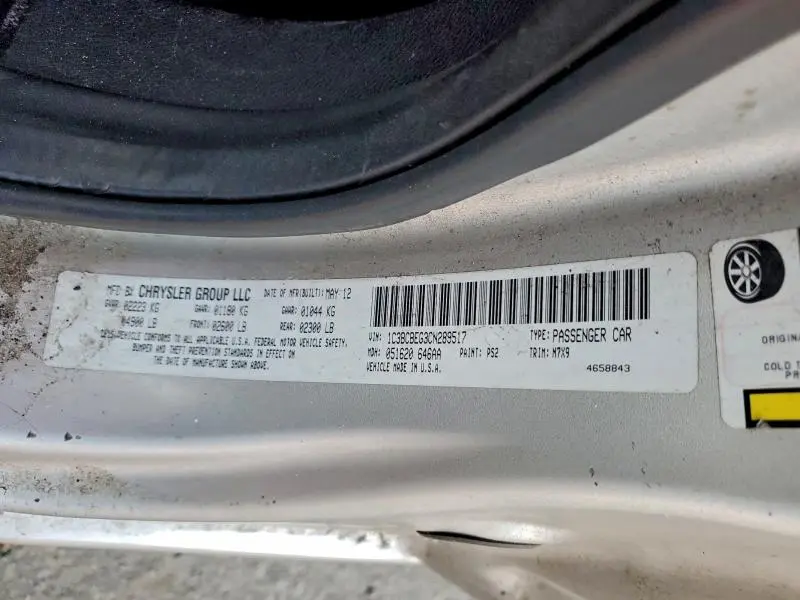 MFD BY CHRYSLER GROUP LLC DATE OF MFR(BUILT): MAY 12
GVWR: 02223 KG GAWR: 01180 KG GAWR: 01044 KG
04900 LB FRONT: 02600 LB REAR: 02300 LB
THIS VEHICLE CONFORMS TO ALL APPLICABLE U.S.A. FEDERAL MOTOR VEHICLE SAFETY,
BUMPER AND THEFT PREVENTION STANDARDS IN EFFECT ON
THE DATE OF MANUFACTURE SHOWN ABOVE.
VIN: 1C3BCBEG3CN289517 TYPE: PASSENGER CAR
MDH: 051620 646AA PAINT: PS2 TRIM: M7X9
VEHICLE MADE IN U.S.A. 4658843
ORIGIN
COLD